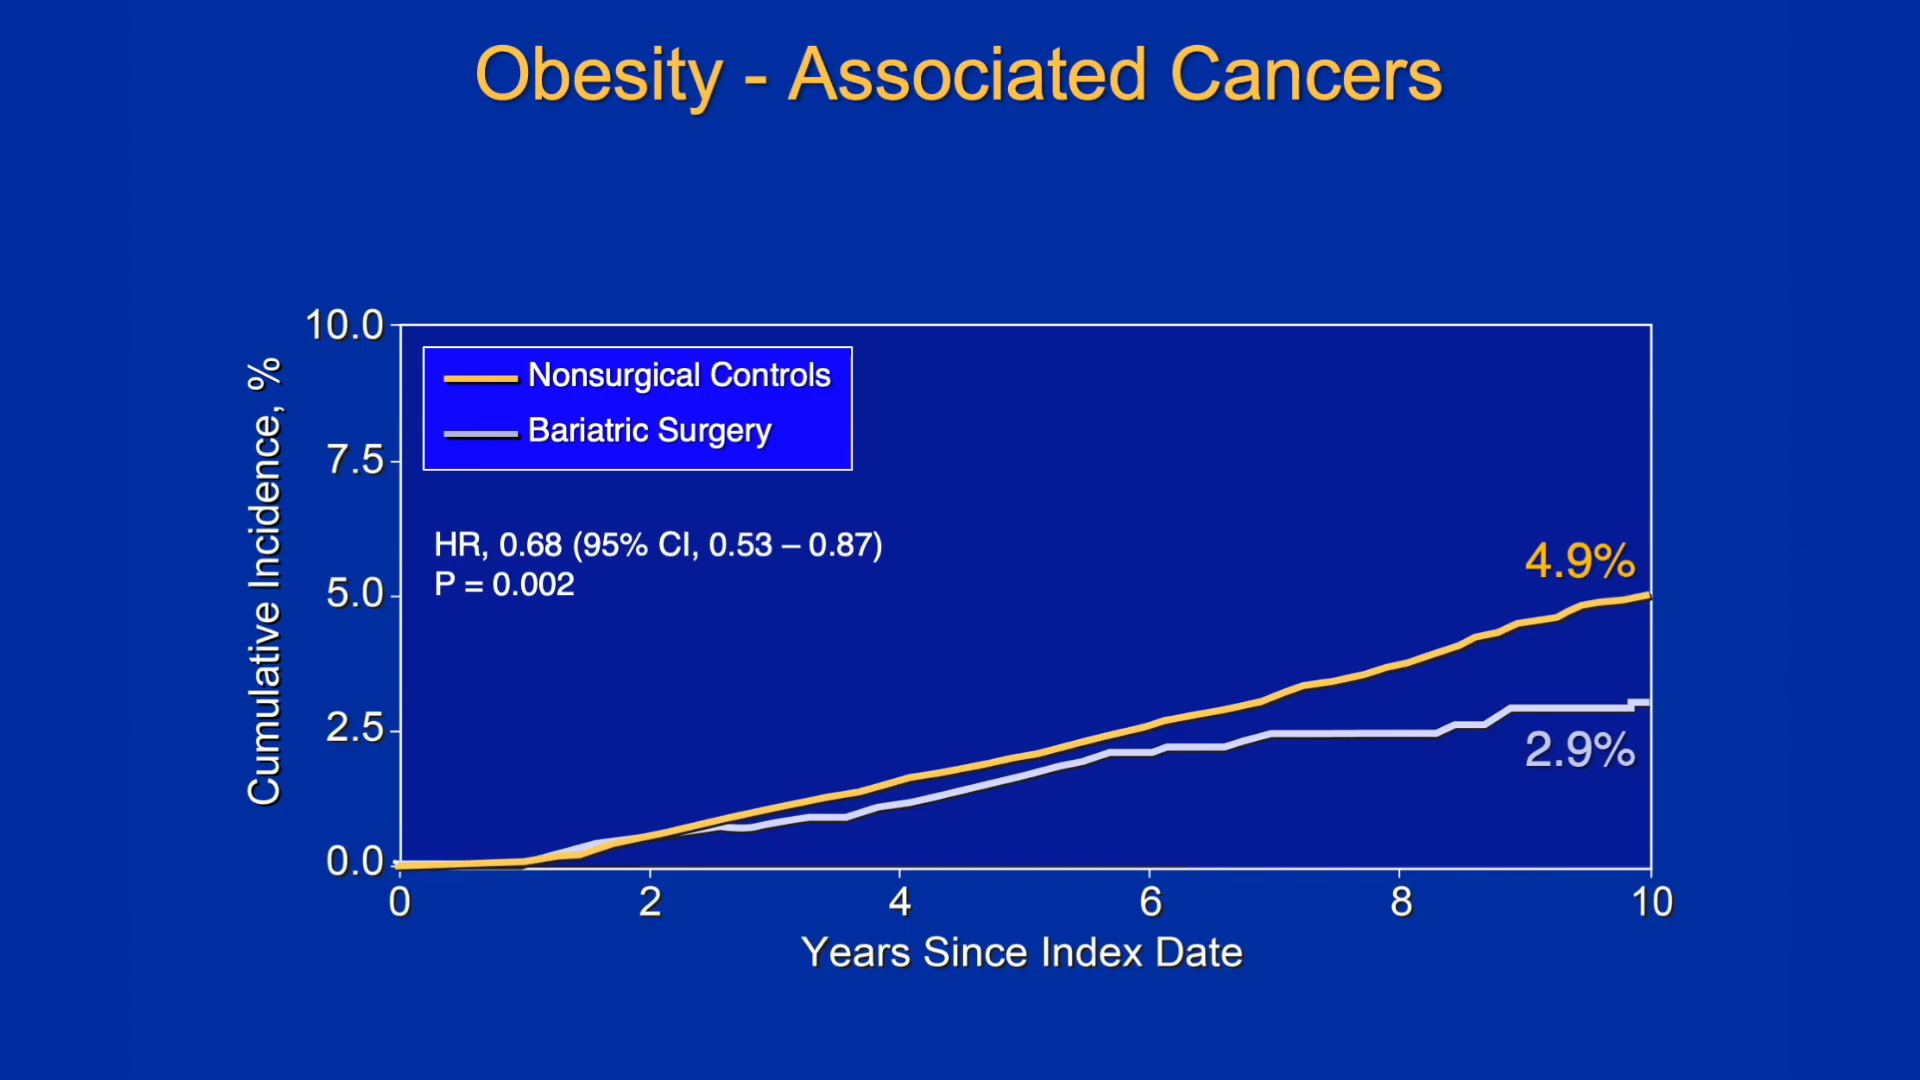 Obesity - Associated Cancers
10.0
7.5
5.0
2.5
0.0
Cumulative Incidence, %
Nonsurgical Controls
Bariatric Surgery
HR, 0.68 (95% CI, 0.53 – 0.87)
P = 0.002
4.9%
2.9%
0 2 4 6 8 10
Years Since Index Date